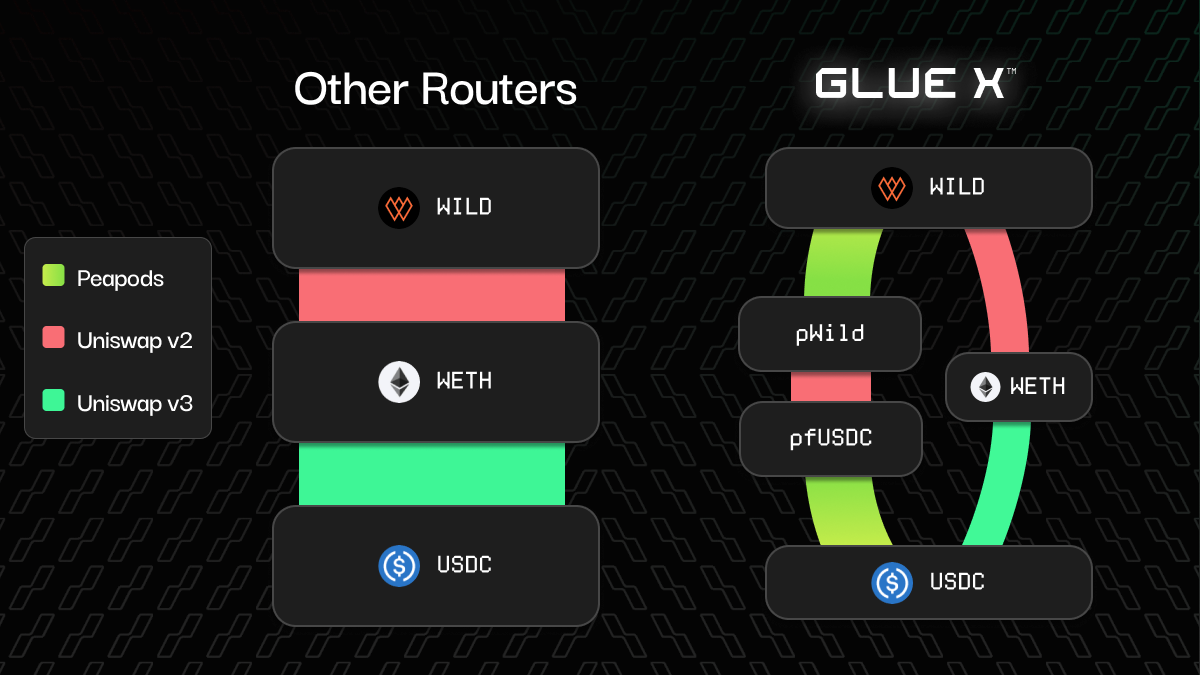 Other Routers
GLUE X™
Peapods
Uniswap v2
Uniswap v3
WILD
WETH
USDC
WILD
pWild
pfUSDC
WETH
USDC